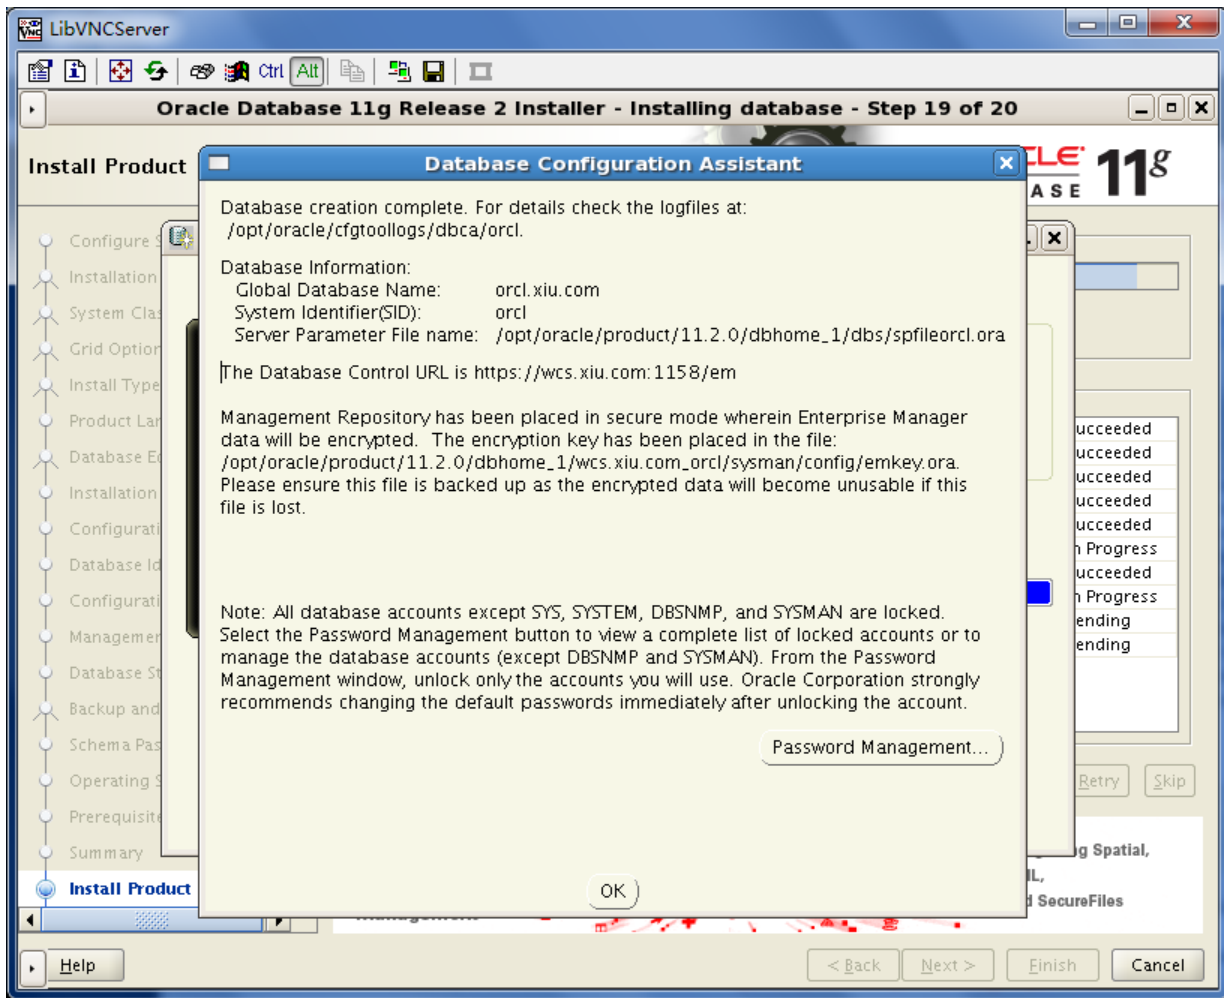 LibVNCServer
Ctrl Alt
Oracle Database 11g Release 2 Installer - Installing database - Step 19 of 20
Install Product
Database Configuration Assistant
11g
Database creation complete. For details check the logfiles at:
/opt/oracle/cfgtoollogs/dbca/orcl.
Database Information:
Global Database Name: orcl.xiu.com
System Identifier(SID): orcl
Server Parameter File name: /opt/oracle/product/11.2.0/dbhome_1/dbs/spfileorcl.ora
The Database Control URL is https://wcs.xiu.com:1158/em
Management Repository has been placed in secure mode wherein Enterprise Manager
data will be encrypted. The encryption key has been placed in the file:
/opt/oracle/product/11.2.0/dbhome_1/wcs.xiu.com_orcl/sysman/config/emkey.ora.
Please ensure this file is backed up as the encrypted data will become unusable if this
file is lost.
Note: All database accounts except SYS, SYSTEM, DBSNMP, and SYSMAN are locked.
Select the Password Management button to view a complete list of locked accounts or to
manage the database accounts (except DBSNMP and SYSMAN). From the Password
Management window, unlock only the accounts you will use. Oracle Corporation strongly
recommends changing the default passwords immediately after unlocking the account.
Password Management...
OK
Configure
Installation
System Clas
Grid Option
Install Type
Product Lan
Database Ed
Installation
Configurati
Database Id
Configurati
Managemen
Database St
Backup and
Schema Pas
Operating S
Prerequisite
Summary
Install Product
ucceeded
ucceeded
ucceeded
ucceeded
ucceeded
n Progress
ucceeded
n Progress
ending
ending
Retry Skip
g Spatial,
d SecureFiles
Help
< Back Next > Finish Cancel